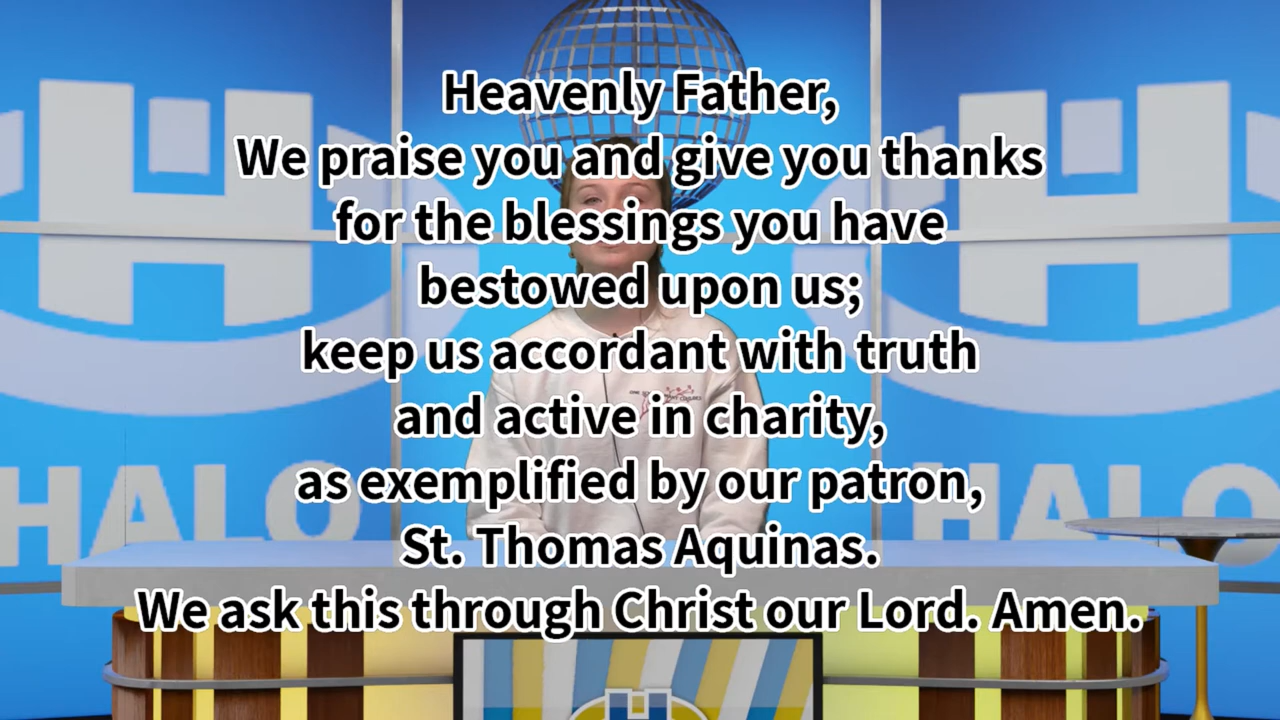 Heavenly Father,
We praise you and give you thanks
for the blessings you have
bestowed upon us;
keep us accordant with truth
and active in charity,
as exemplified by our patron,
St. Thomas Aquinas.
We ask this through Christ our Lord. Amen.
HALO
HALO